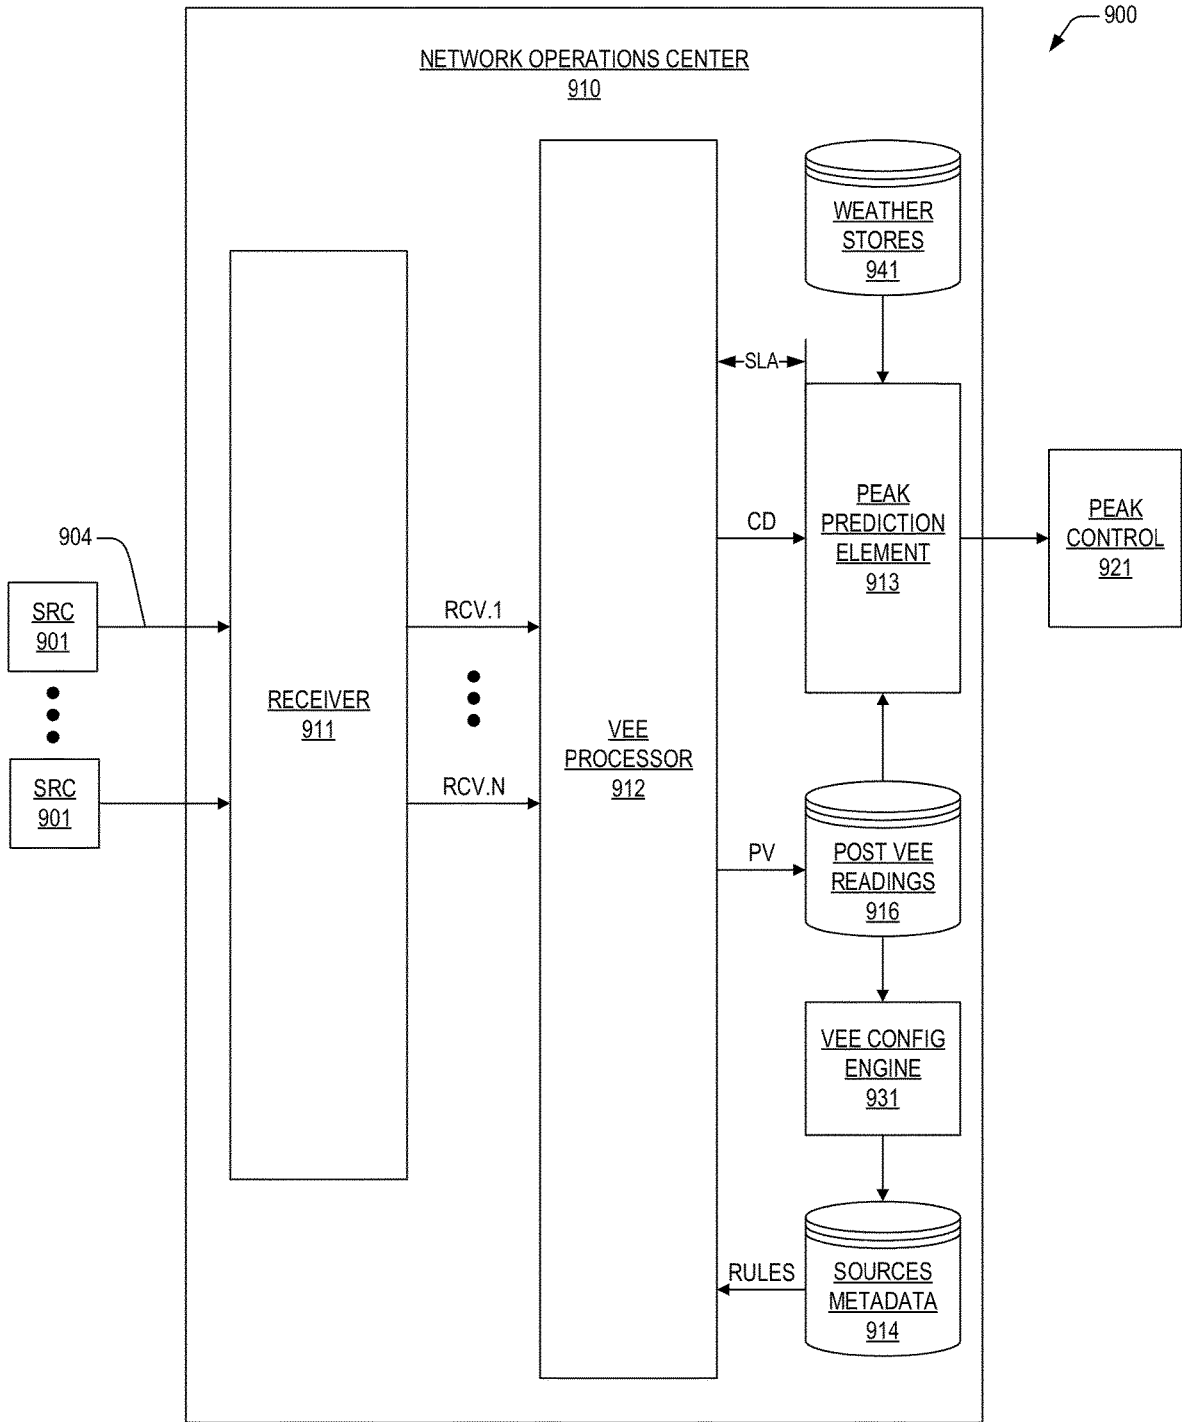 900
NETWORK OPERATIONS CENTER
910
WEATHER
STORES
941
SLA
PEAK
PREDICTION
ELEMENT
913
CD
PEAK
CONTROL
921
904
SRC
901
RCV.1
RECEIVER
911
VEE
PROCESSOR
912
SRC
901
RCV.N
PV
POST VEE
READINGS
916
VEE CONFIG
ENGINE
931
RULES
SOURCES
METADATA
914